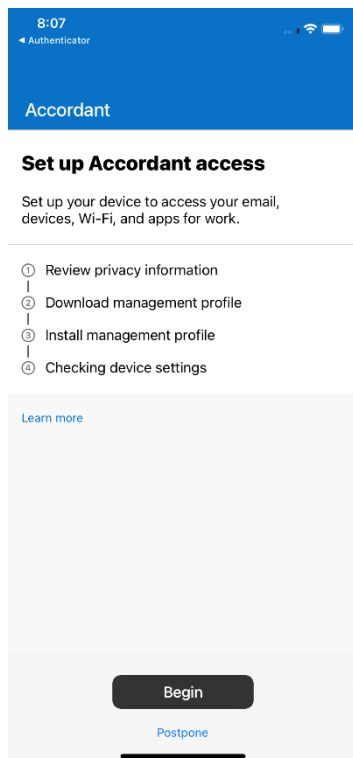 8:07
◀ Authenticator
Accordant
Set up Accordant access
Set up your device to access your email,
devices, Wi-Fi, and apps for work.
1 Review privacy information
2 Download management profile
3 Install management profile
4 Checking device settings
Learn more
Begin
Postpone